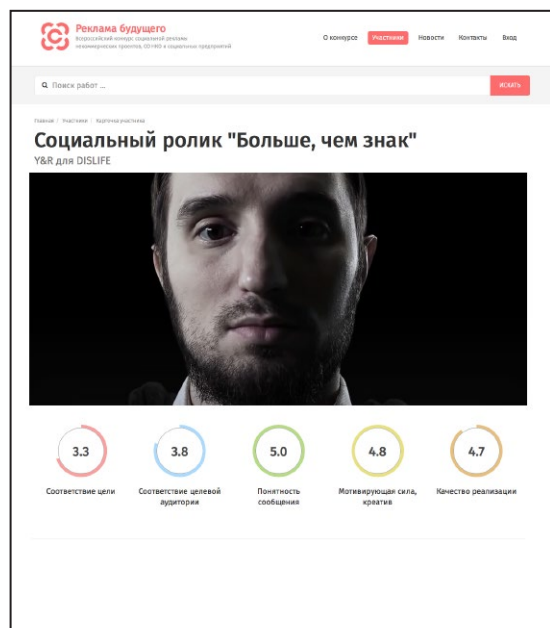 Реклама будущего
Всероссийский конкурс социальной рекламы
некоммерческих проектов, СО НКО и социальных предприятий
О конкурсе
Участники
Новости
Контакты
Вход
Поиск работ ...
ИСКАТЬ
Главная / Участники / Карточка участника
Социальный ролик "Больше, чем знак"
Y&R для DISLIFE
3.3
3.8
5.0
4.8
4.7
Соответствие цели
Соответствие целевой
аудитории
Понятность
сообщения
Мотивирующая сила,
креатив
Качество реализации